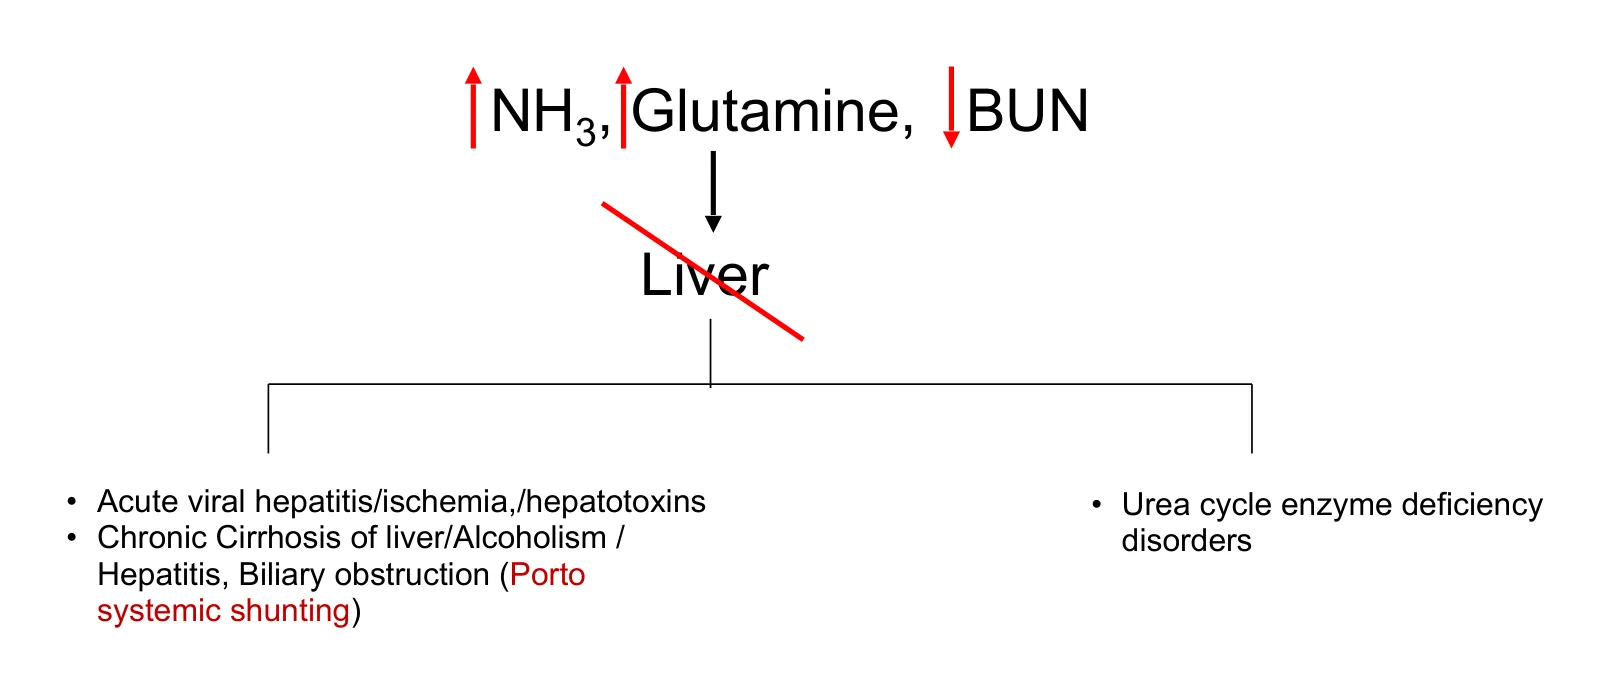 NH₃, Glutamine, BUN
Liver
• Acute viral hepatitis/ischemia,/hepatotoxins
• Chronic Cirrhosis of liver/Alcoholism /
Hepatitis, Biliary obstruction (Porto
systemic shunting)
• Urea cycle enzyme deficiency
disorders